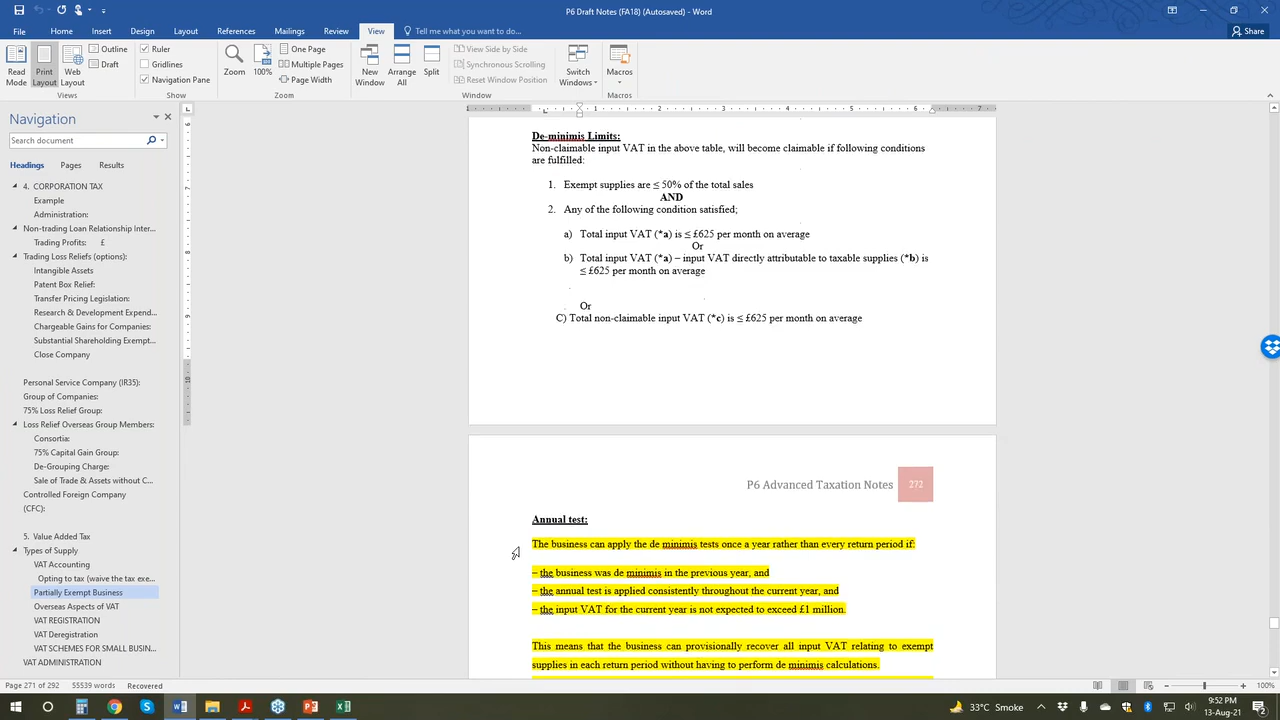 P6 Draft Notes (FA18) (Autosaved) - Word
File Home Insert Design Layout References Mailings Review View Tell me what you want to do... Share
Read Mode
Print Layout
Web Layout
Outline
Draft
Views
Ruler
Gridlines
Navigation Pane
Show
Zoom
100%
One Page
Multiple Pages
Page Width
Zoom
New Window
Arrange All
Split
View Side by Side
Synchronous Scrolling
Reset Window Position
Window
Switch Windows
Macros
Macros
Navigation
Search document
Headings Pages Results
4. CORPORATION TAX
Example
Administration:
Non-trading Loan Relationship Inter...
Trading Profits: £
Trading Loss Reliefs (options):
Intangible Assets
Patent Box Relief:
Transfer Pricing Legislation:
Research & Development Expend...
Chargeable Gains for Companies:
Substantial Shareholding Exempt...
Close Company
Personal Service Company (IR35):
Group of Companies:
75% Loss Relief Group:
Loss Relief Overseas Group Members:
Consortia:
75% Capital Gain Group:
De-Grouping Charge:
Sale of Trade & Assets without C...
Controlled Foreign Company
(CFC):
5. Value Added Tax
Types of Supply
VAT Accounting
Opting to tax (waive the tax exe...
Partially Exempt Business
Overseas Aspects of VAT
VAT REGISTRATION
VAT Deregistration
VAT SCHEMES FOR SMALL BUSIN...
VAT ADMINISTRATION
1 1 2 3 4 5 6 7
6 7 8 9 10
De-minimis Limits:
Non-claimable input VAT in the above table, will become claimable if following conditions
are fulfilled:
1. Exempt supplies are ≤ 50% of the total sales
AND
2. Any of the following condition satisfied;
a) Total input VAT (*a) is ≤ £625 per month on average
Or
b) Total input VAT (*a) – input VAT directly attributable to taxable supplies (*b) is
≤ £625 per month on average
Or
C) Total non-claimable input VAT (*c) is ≤ £625 per month on average
P6 Advanced Taxation Notes 272
Annual test:
The business can apply the de minimis tests once a year rather than every return period if:
– the business was de minimis in the previous year, and
– the annual test is applied consistently throughout the current year, and
– the input VAT for the current year is not expected to exceed £1 million.
This means that the business can provisionally recover all input VAT relating to exempt
supplies in each return period without having to perform de minimis calculations.
Page 271 of 292 55539 words Recovered
100%
33°C Smoke
9:52 PM
13-Aug-21